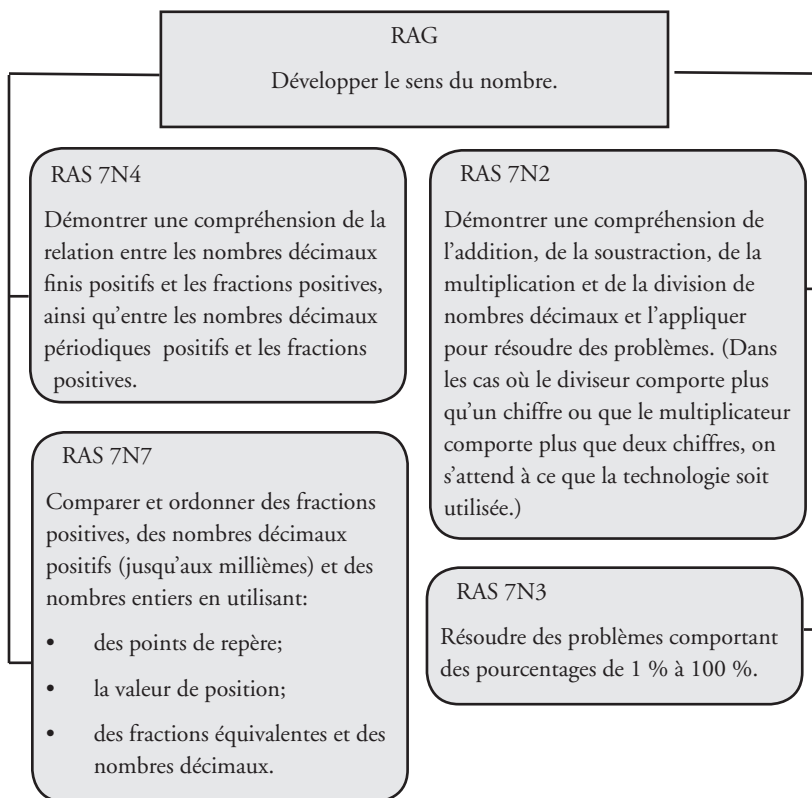 RAG
Développer le sens du nombre.
RAS 7N4
Démontrer une compréhension de la
relation entre les nombres décimaux
finis positifs et les fractions positives,
ainsi qu’entre les nombres décimaux
périodiques positifs et les fractions
positives.
RAS 7N7
Comparer et ordonner des fractions
positives, des nombres décimaux
positifs (jusqu’aux millièmes) et des
nombres entiers en utilisant:
• des points de repère;
• la valeur de position;
• des fractions équivalentes et des
nombres décimaux.
RAS 7N2
Démontrer une compréhension de
l’addition, de la soustraction, de la
multiplication et de la division de
nombres décimaux et l’appliquer
pour résoudre des problèmes. (Dans
les cas où le diviseur comporte plus
qu’un chiffre ou que le multiplicateur
comporte plus que deux chiffres, on
s’attend à ce que la technologie soit
utilisée.)
RAS 7N3
Résoudre des problèmes comportant
des pourcentages de 1 % à 100 %.